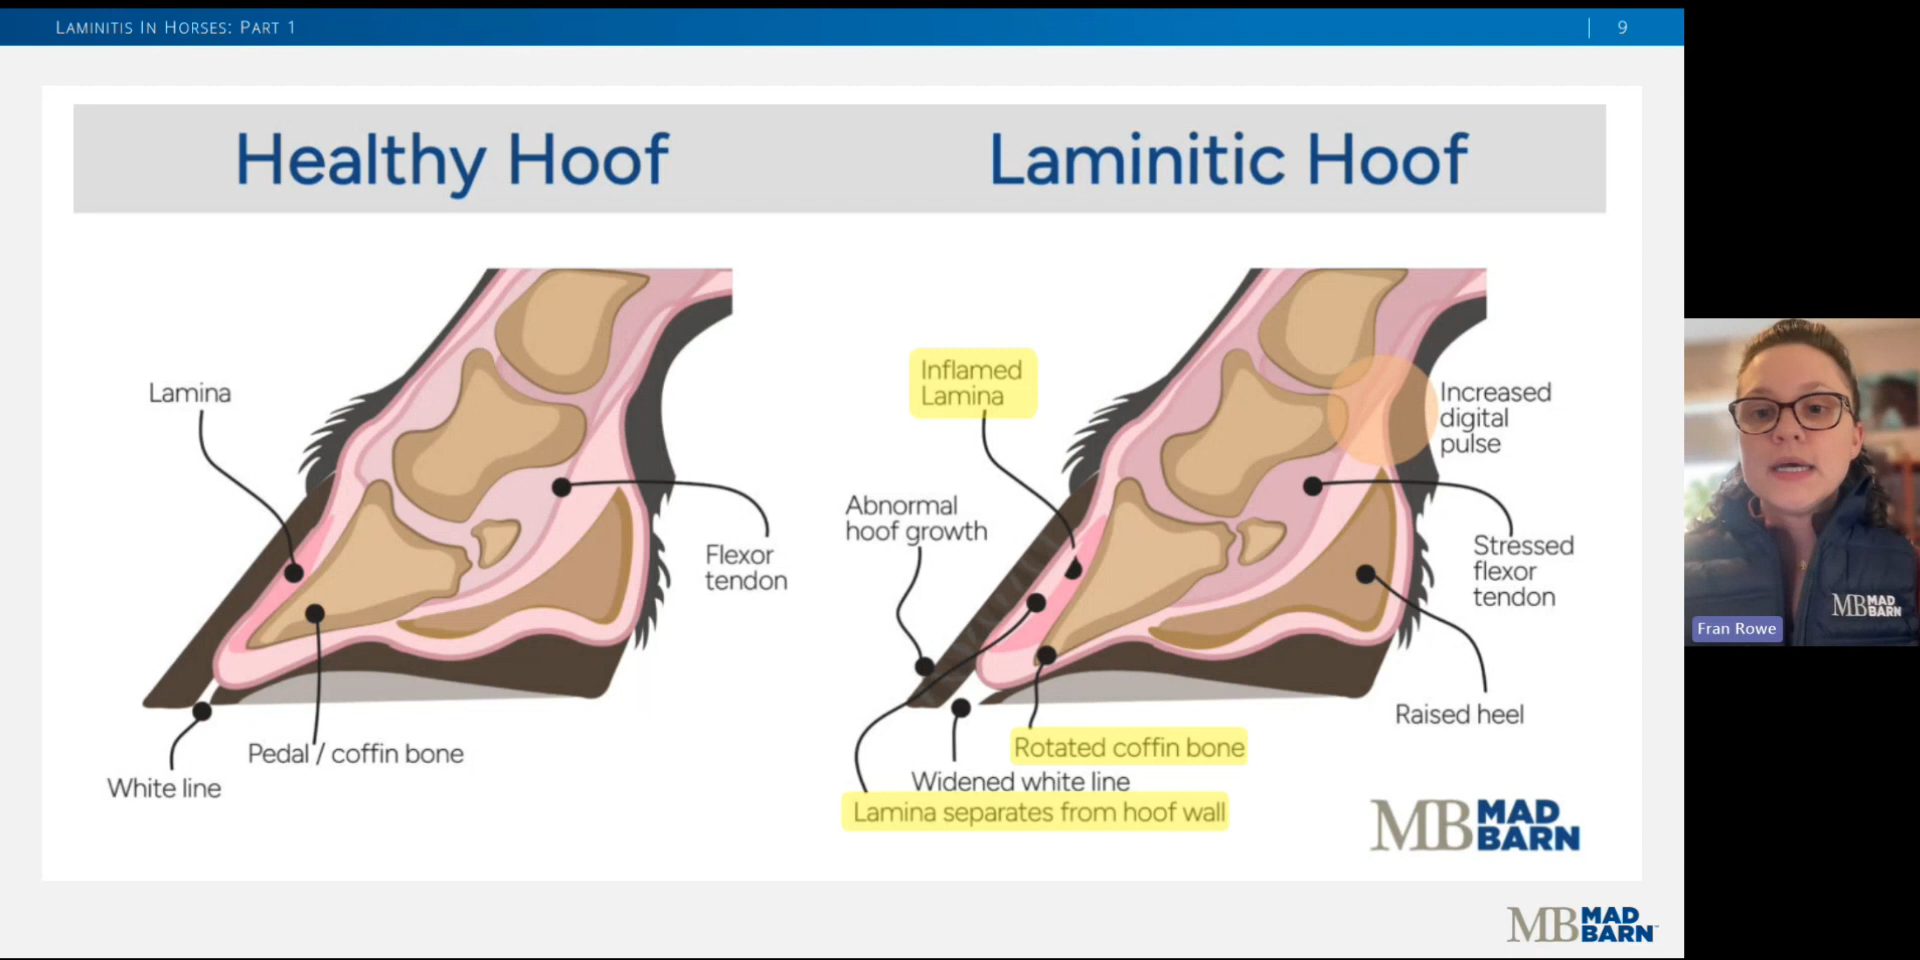 LAMINITIS IN HORSES: PART 1
9
Healthy Hoof
Laminitic Hoof
Lamina
Flexor
tendon
Pedal / coffin bone
White line
Inflamed
Lamina
Increased
digital
pulse
Abnormal
hoof growth
Stressed
flexor
tendon
Raised heel
Rotated coffin bone
Widened white line
Lamina separates from hoof wall
MB MAD
BARN
MB MAD
BARN
MB MAD
BARN
Fran Rowe